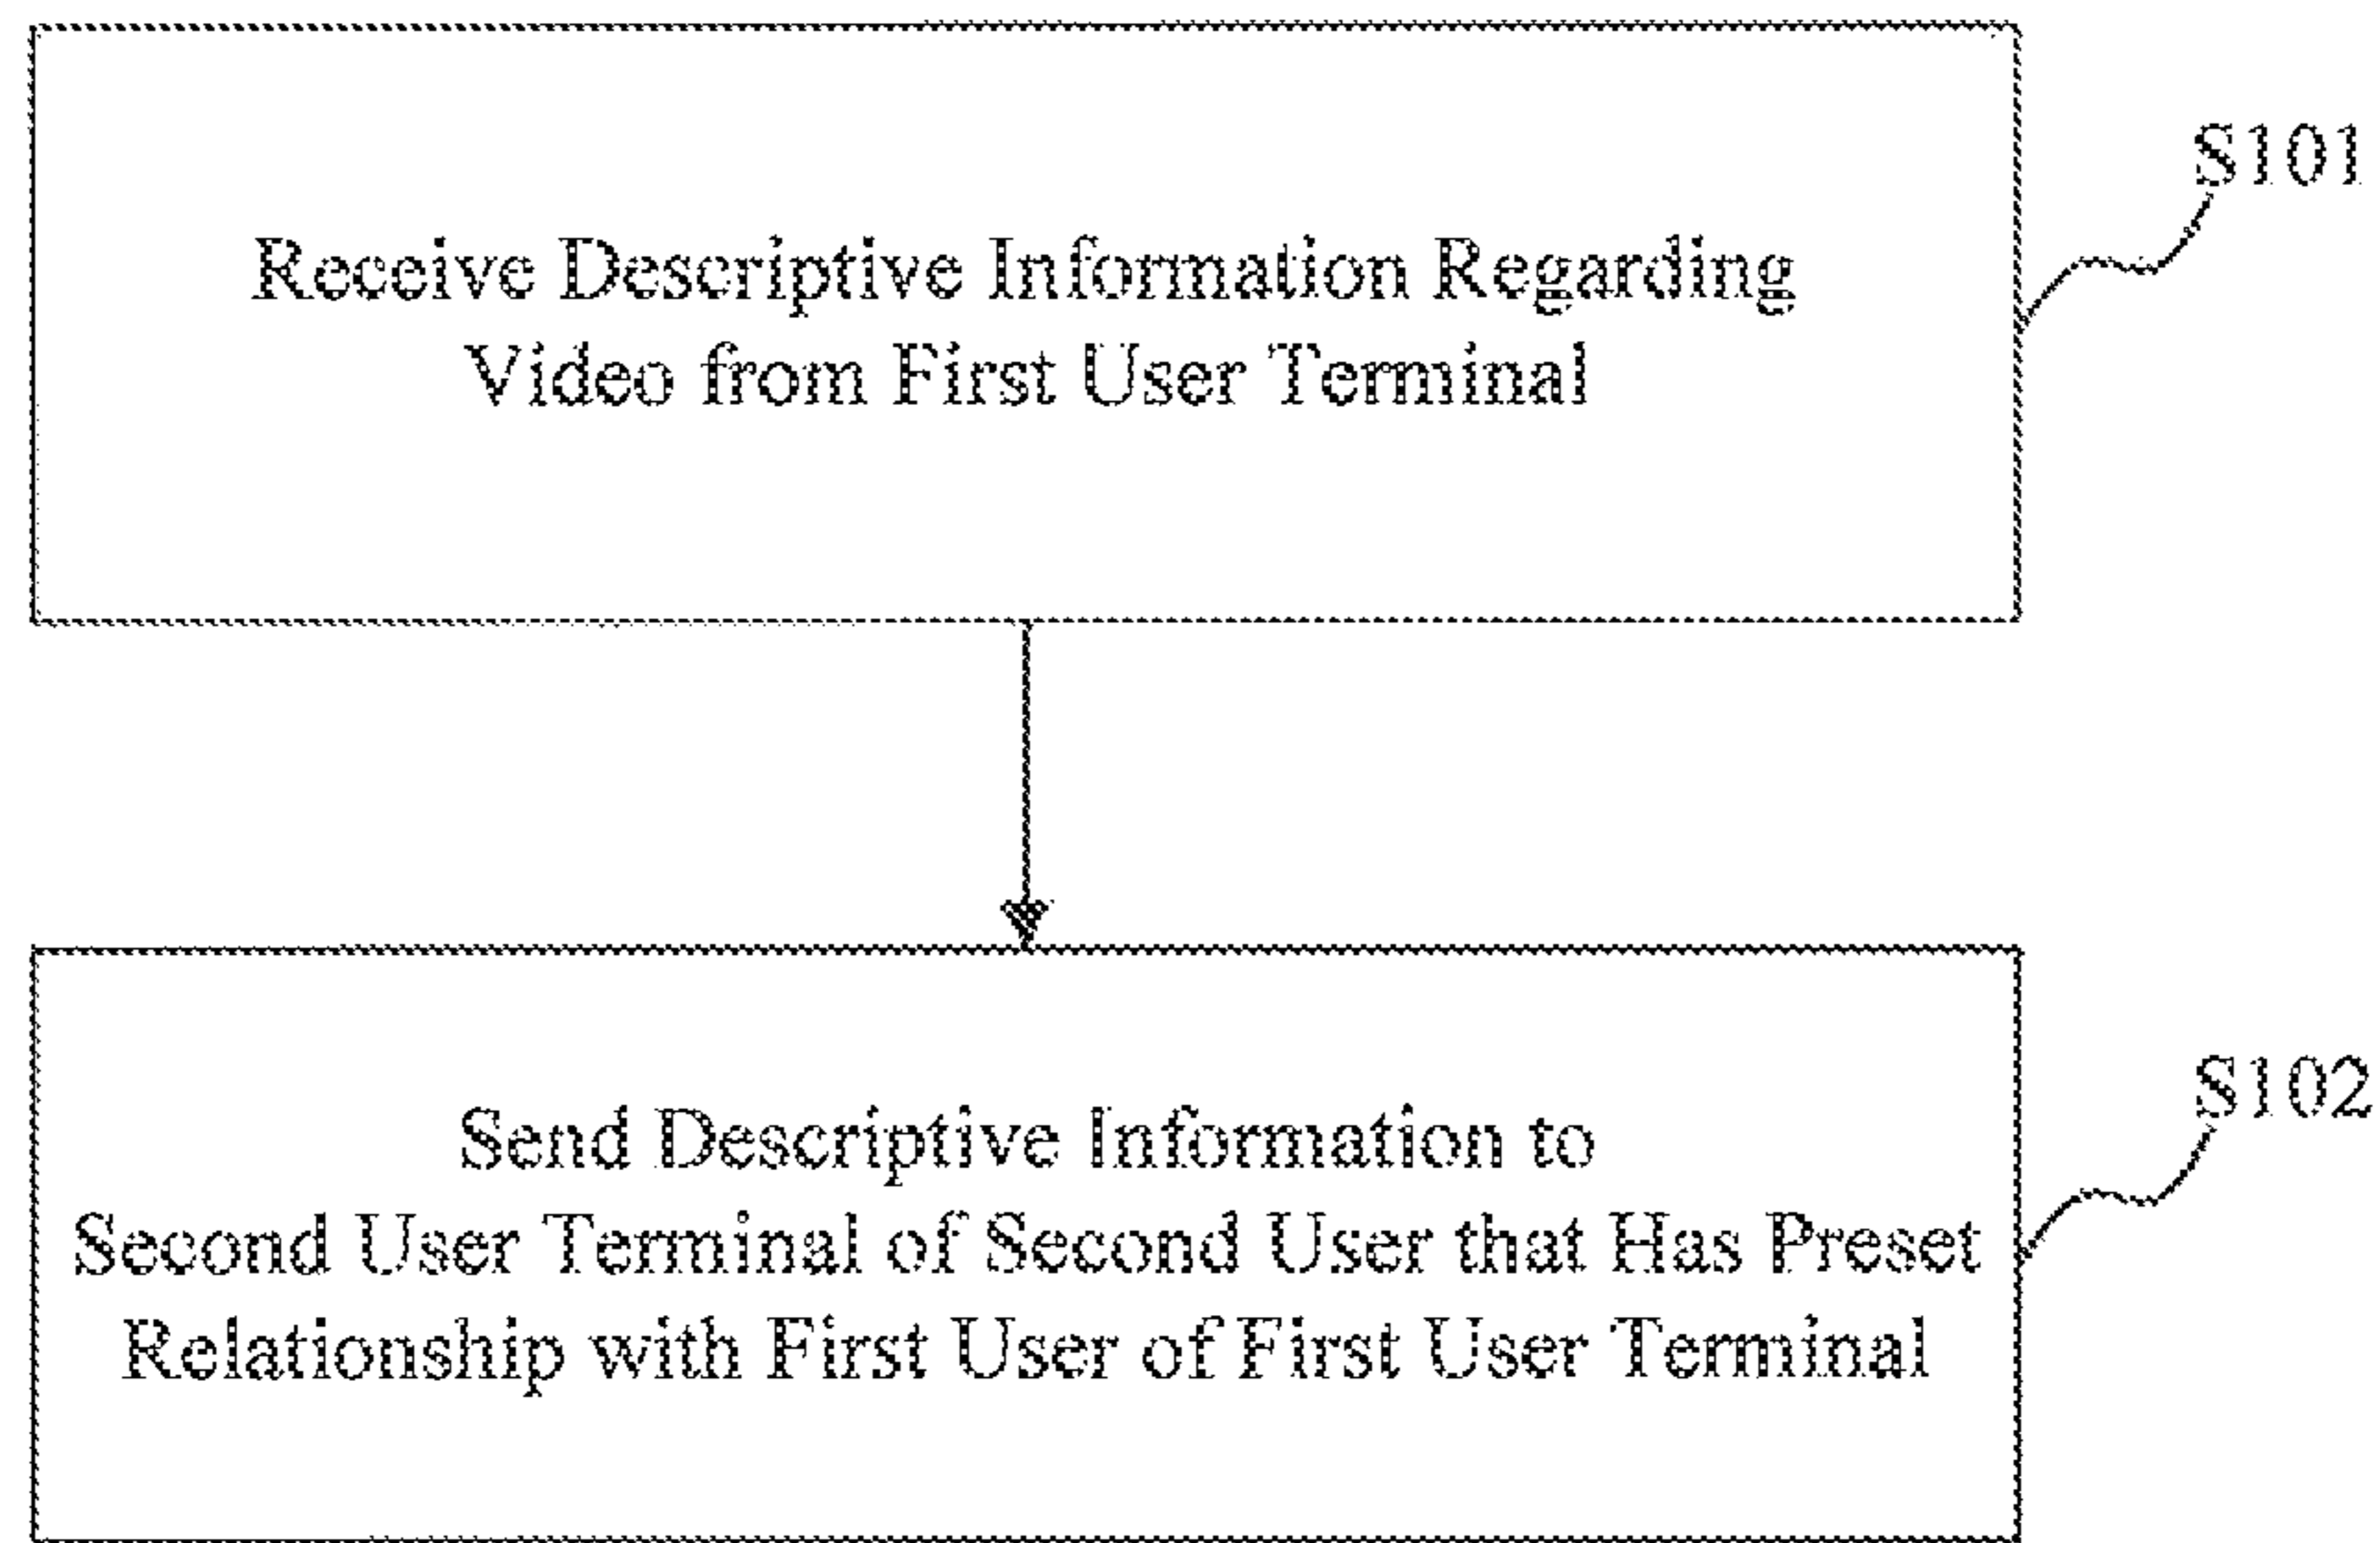 Receive Descriptive Information Regarding
Video from First User Terminal
S101
Send Descriptive Information to
Second User Terminal of Second User that Has Preset
Relationship with First User of First User Terminal
S102